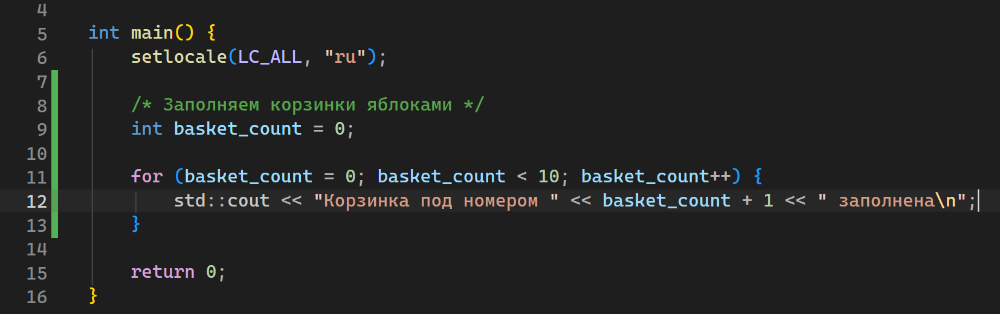 4
5 int main() {
6 setlocale(LC_ALL, "ru");
7
8 /* Заполняем корзинки яблоками */
9 int basket_count = 0;
10
11 for (basket_count = 0; basket_count < 10; basket_count++) {
12 std::cout << "Корзинка под номером " << basket_count + 1 << " заполнена\n";
13 }
14
15 return 0;
16 }